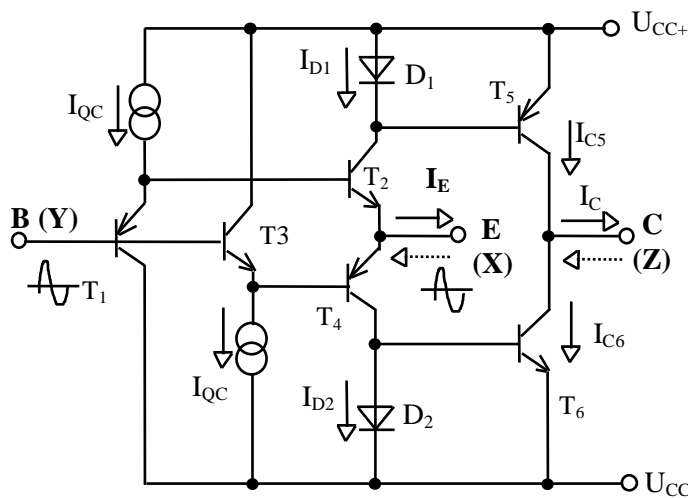 U_CC+
I_D1
D_1
T_5
I_QC
I_C5
T_2
I_E
I_C
B (Y)
T3
E
C
(X)
(Z)
T_1
T_4
I_C6
I_QC
I_D2
D_2
T_6
U_CC-